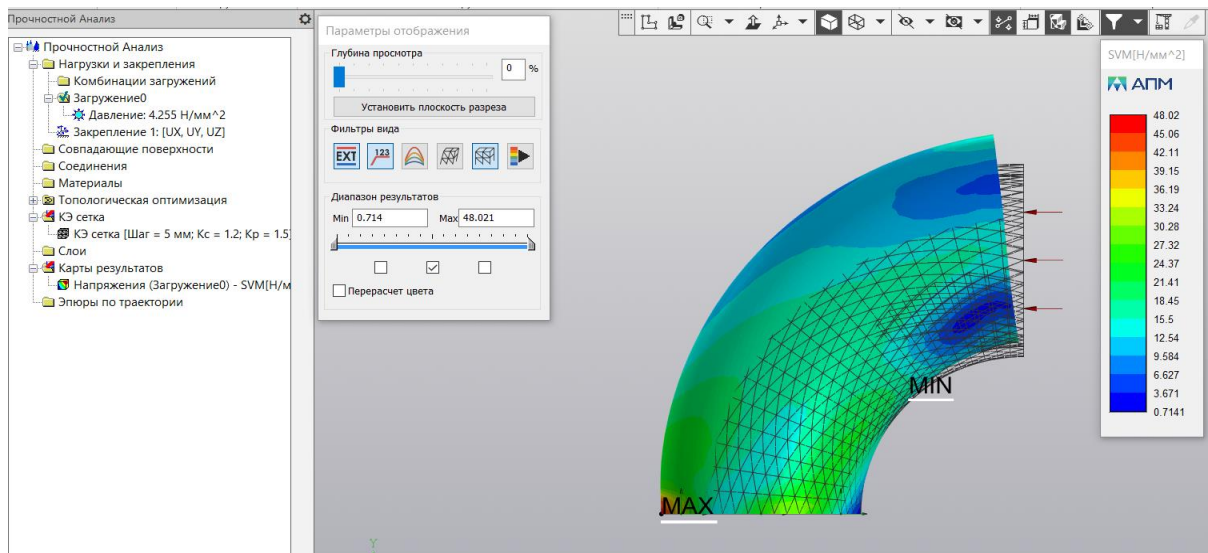 Прочностной Анализ
Прочностной Анализ
Нагрузки и закрепления
Комбинации загружений
Загружение0
Давление: 4.255 Н/мм^2
Закрепление 1: [UX, UY, UZ]
Совпадающие поверхности
Соединения
Материалы
Топологическая оптимизация
КЭ сетка
КЭ сетка [Шаг = 5 мм; Кс = 1.2; Кр = 1.5]
Слои
Карты результатов
Напряжения (Загружение0) - SVM[Н/м
Эпюры по траектории
Параметры отображения
Глубина просмотра
0 %
Установить плоскость разреза
Фильтры вида
EXT 123
Диапазон результатов
Min 0.714 Max 48.021
Перерасчет цвета
MIN
MAX
Y
SVM[Н/мм^2]
АПМ
48.02
45.06
42.11
39.15
36.19
33.24
30.28
27.32
24.37
21.41
18.45
15.5
12.54
9.584
6.627
3.671
0.7141